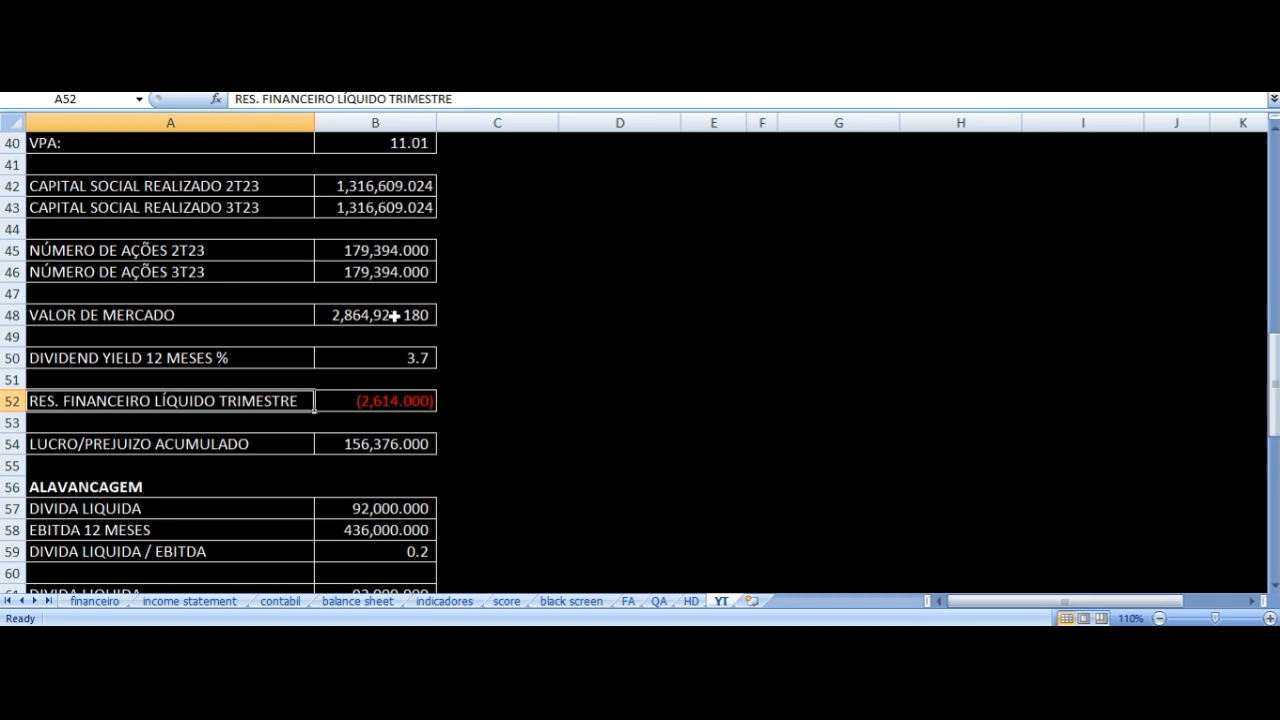 A52 fx RES. FINANCEIRO LÍQUIDO TRIMESTRE
A B C D E F G H I J K
40 VPA: 11.01
41
42 CAPITAL SOCIAL REALIZADO 2T23 1,316,609.024
43 CAPITAL SOCIAL REALIZADO 3T23 1,316,609.024
44
45 NÚMERO DE AÇÕES 2T23 179,394.000
46 NÚMERO DE AÇÕES 3T23 179,394.000
47
48 VALOR DE MERCADO
49
50 DIVIDEND YIELD 12 MESES % 3.7
51
52 RES. FINANCEIRO LÍQUIDO TRIMESTRE (2,614.000)
53
54 LUCRO/PREJUIZO ACUMULADO 156,376.000
55
56 ALAVANCAGEM
57 DIVIDA LIQUIDA 92,000.000
58 EBITDA 12 MESES 436,000.000
59 DIVIDA LIQUIDA / EBITDA 0.2
60
financeiro income statement contabil balance sheet indicadores score black screen FA QA HD YT
Ready 110%